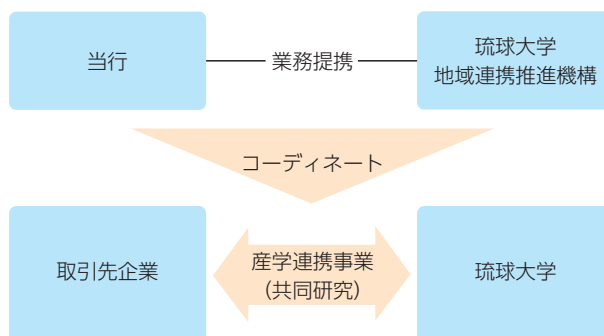 当行
業務提携
琉球大学
地域連携推進機構
コーディネート
取引先企業
産学連携事業
(共同研究)
琉球大学